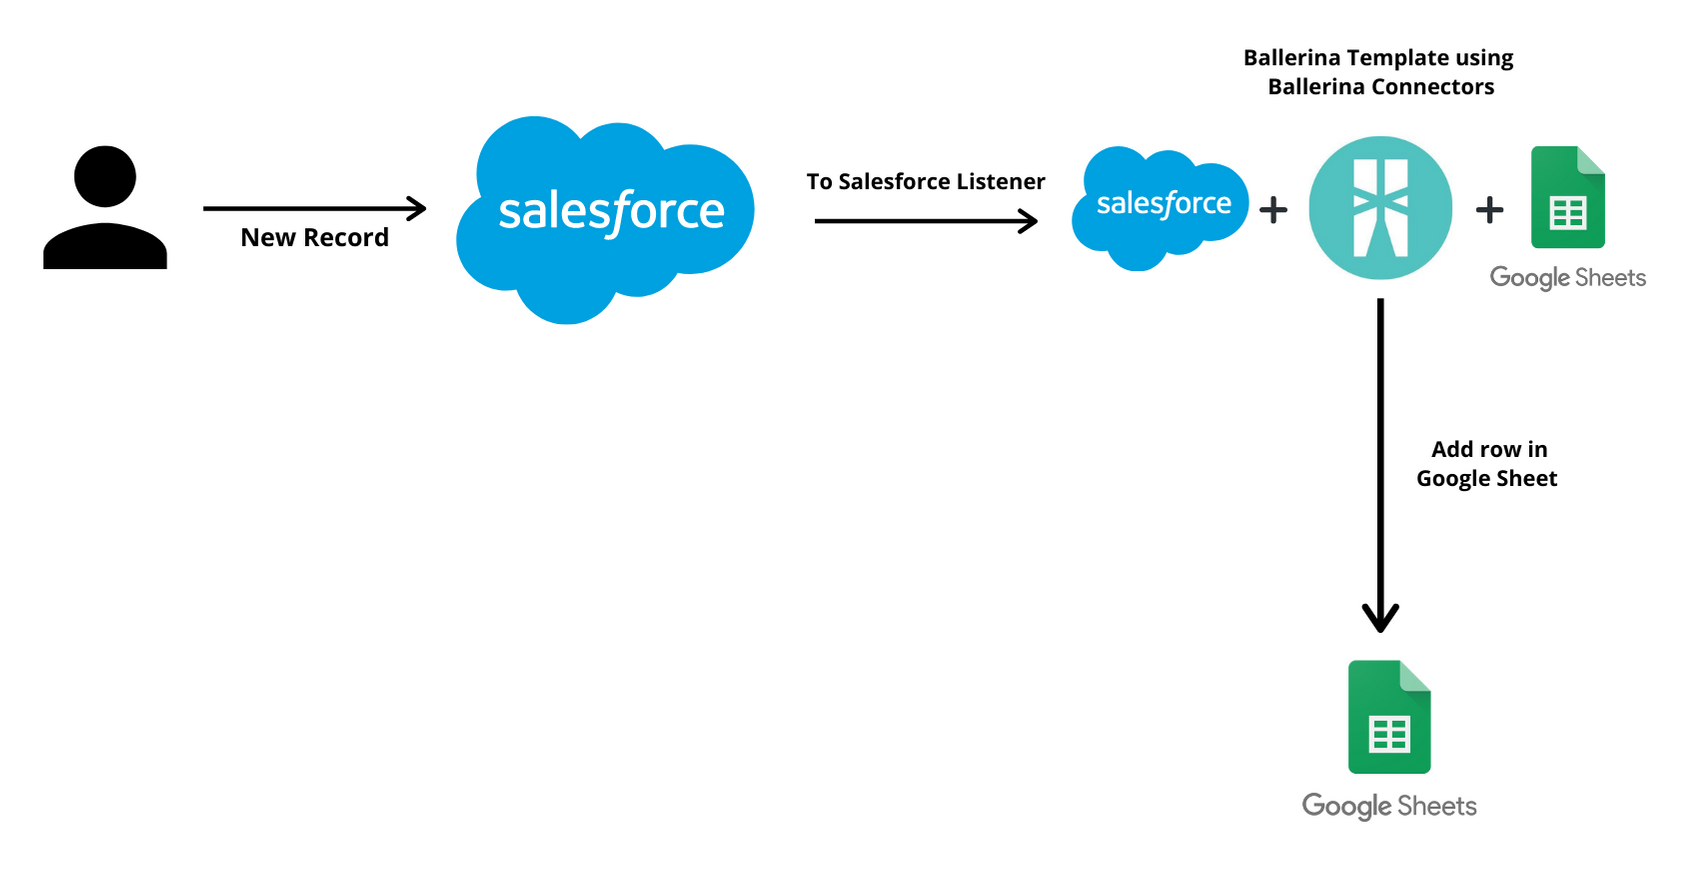 Ballerina Template using
Ballerina Connectors
New Record
salesforce
To Salesforce Listener
salesforce
Google Sheets
Add row in
Google Sheet
Google Sheets